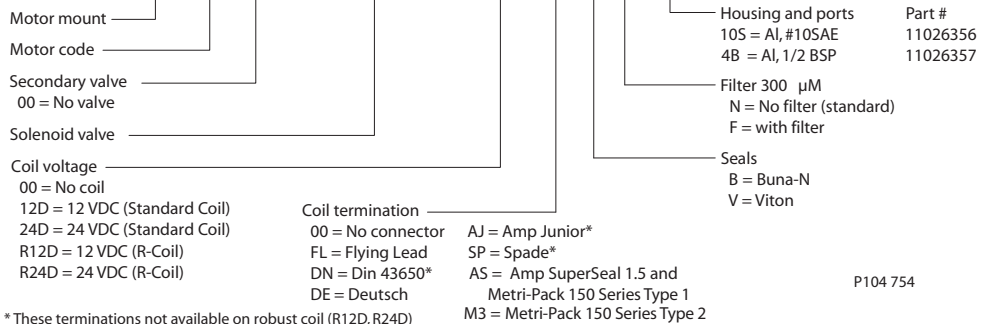 Motor mount
Motor code
Secondary valve
00 = No valve
Solenoid valve
Coil voltage
00 = No coil
12D = 12 VDC (Standard Coil)
24D = 24 VDC (Standard Coil)
R12D = 12 VDC (R-Coil)
R24D = 24 VDC (R-Coil)
* These terminations not available on robust coil (R12D, R24D)
Coil termination
00 = No connector
FL = Flying Lead
DN = Din 43650*
DE = Deutsch
AJ = Amp Junior*
SP = Spade*
AS = Amp SuperSeal 1.5 and
Metri-Pack 150 Series Type 1
M3 = Metri-Pack 150 Series Type 2
Housing and ports Part #
10S = Al, #10SAE 11026356
4B = Al, 1/2 BSP 11026357
Filter 300 µM
N = No filter (standard)
F = with filter
Seals
B = Buna-N
V = Viton
P104 754